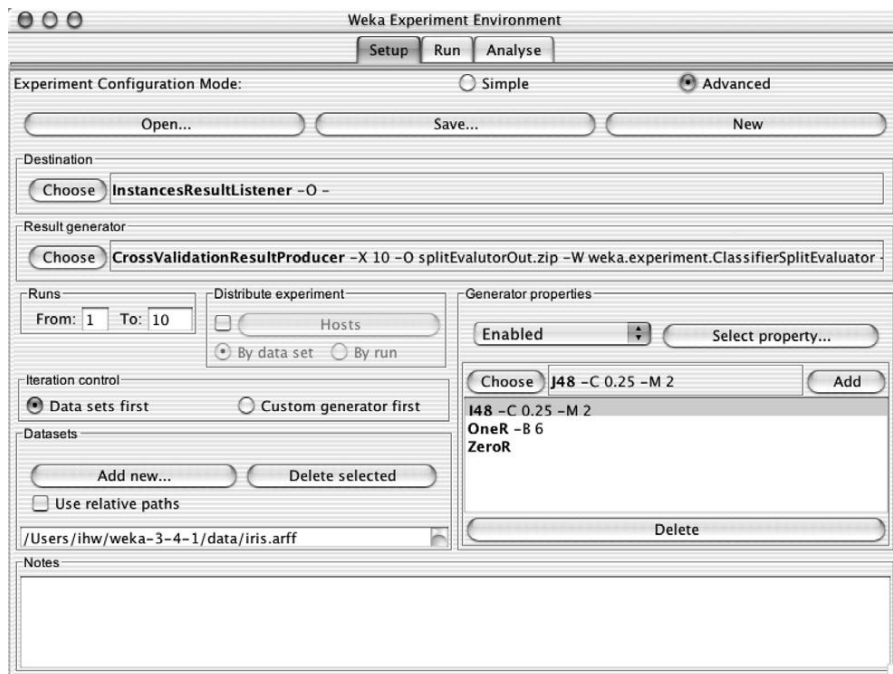 Weka Experiment Environment
Setup Run Analyse
Experiment Configuration Mode: Simple Advanced
Open... Save... New
Destination
Choose InstancesResultListener -O -
Result generator
Choose CrossValidationResultProducer -X 10 -O splitEvalutorOut.zip -W weka.experiment.ClassifierSplitEvaluator -
Runs
From: 1 To: 10
Distribute experiment
Hosts
By data set By run
Generator properties
Enabled Select property...
Choose J48 -C 0.25 -M 2 Add
J48 -C 0.25 -M 2
OneR -B 6
ZeroR
Delete
Iteration control
Data sets first Custom generator first
Datasets
Add new... Delete selected
Use relative paths
/Users/ihw/weka-3-4-1/data/iris.arff
Notes